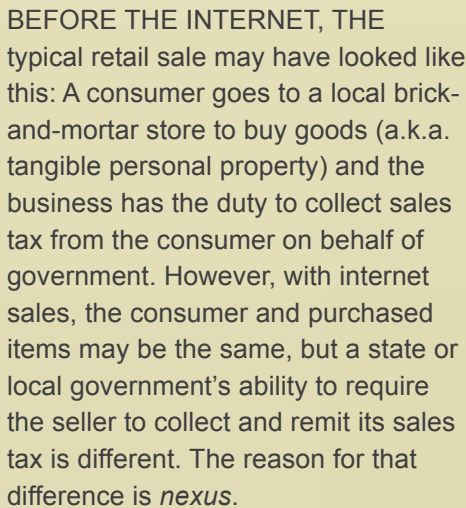 BEFORE THE INTERNET, THE
typical retail sale may have looked like
this: A consumer goes to a local brick-
and-mortar store to buy goods (a.k.a.
tangible personal property) and the
business has the duty to collect sales
tax from the consumer on behalf of
government. However, with internet
sales, the consumer and purchased
items may be the same, but a state or
local government’s ability to require
the seller to collect and remit its sales
tax is different. The reason for that
difference is nexus.